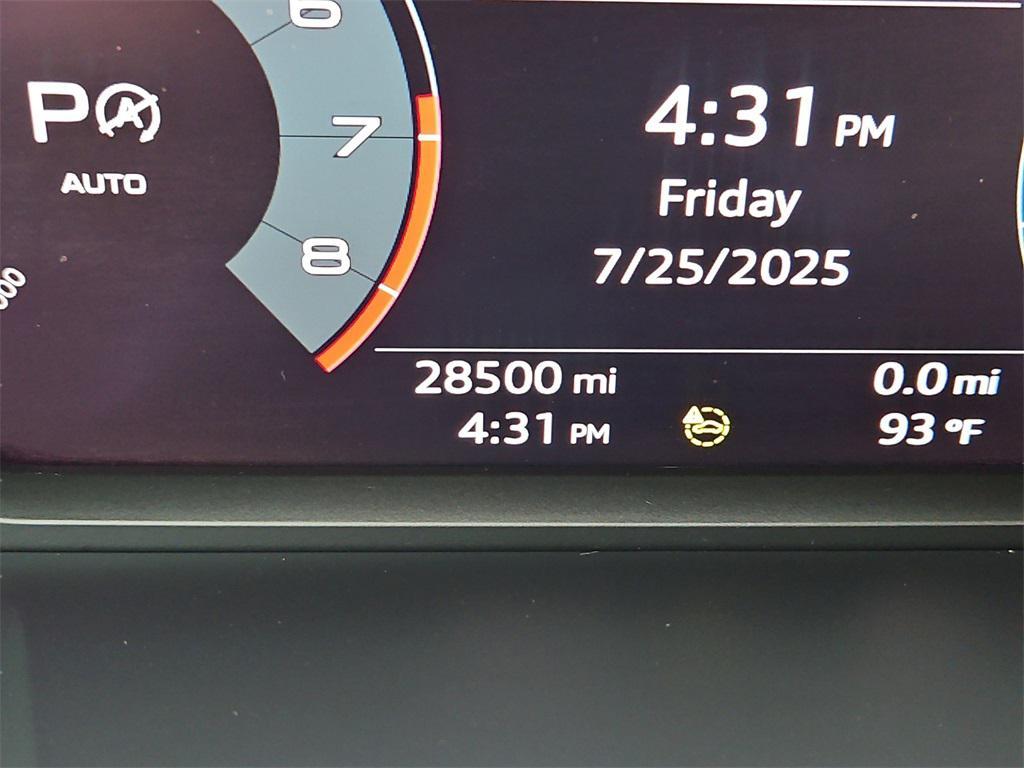 6
7
8
P A
AUTO
4:31 PM
Friday
7/25/2025
28500 mi
0.0 mi
4:31 PM
93 °F